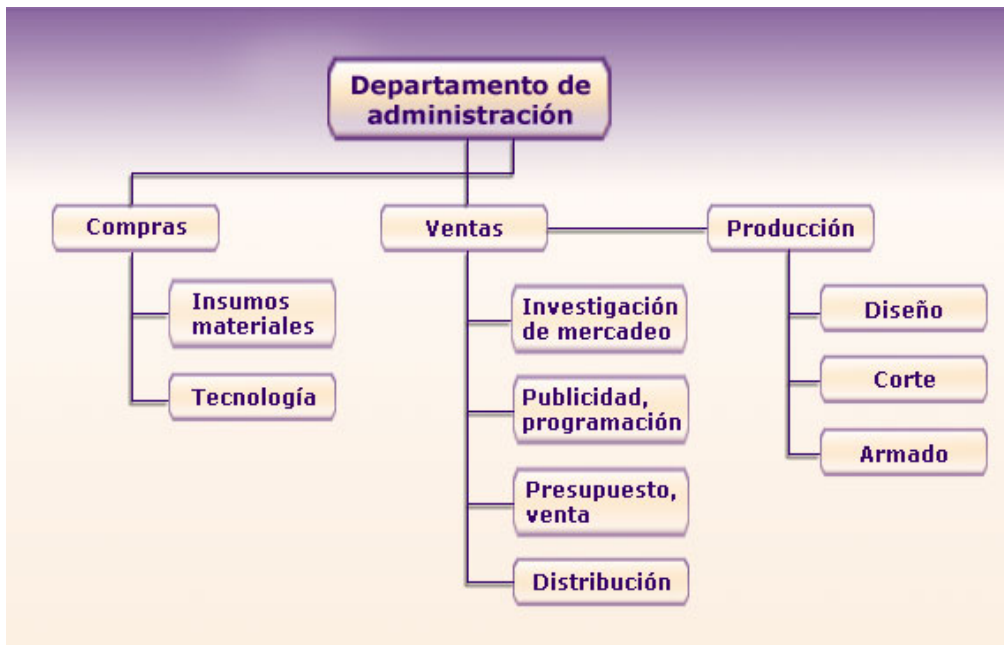 Departamento de
administración
Compras
Ventas
Producción
Insumos
materiales
Tecnología
Investigación
de mercadeo
Publicidad,
programación
Presupuesto,
venta
Distribución
Diseño
Corte
Armado